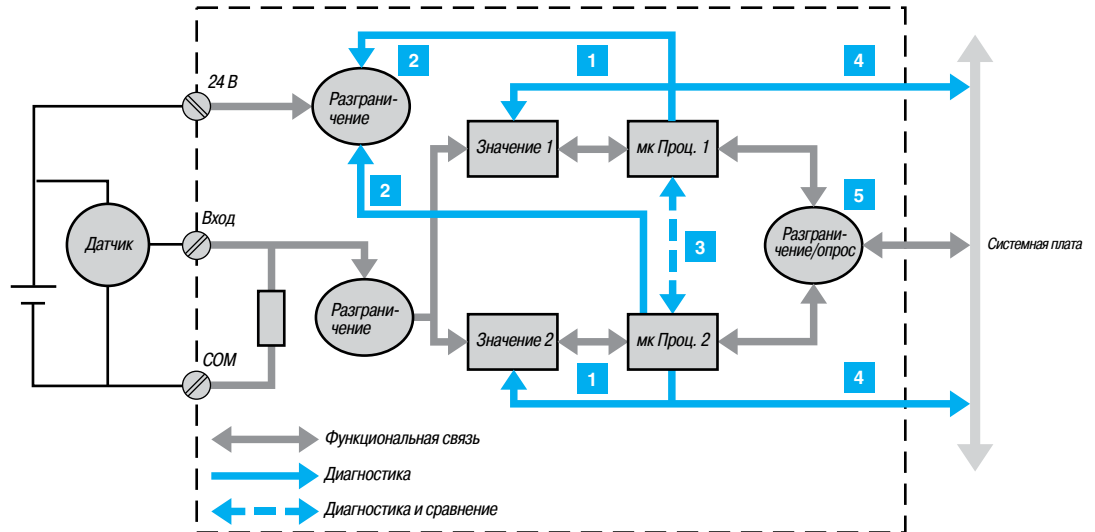 24 В
2
1
4
Разграни-
чение
Значение 1
мк Проц. 1
2
5
Вход
Датчик
3
Разграни-
чение/опрос
Системная плата
Разграни-
чение
Значение 2
мк Проц. 2
COM
1
4
Функциональная связь
Диагностика
Диагностика и сравнение